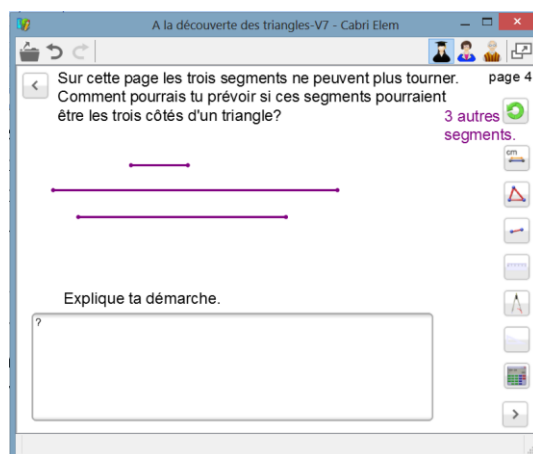 A la découverte des triangles-V7 - Cabri Elem
Sur cette page les trois segments ne peuvent plus tourner.
page 4
Comment pourrais tu prévoir si ces segments pourraient
être les trois côtés d'un triangle?
3 autres
segments.
cm
Explique ta démarche.
?